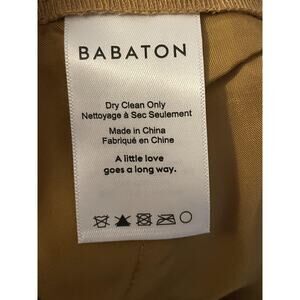 BABATON
Dry Clean Only
Nettoyage à Sec Seulement
Made in China
Fabriqué en Chine
A little love
goes a long way.